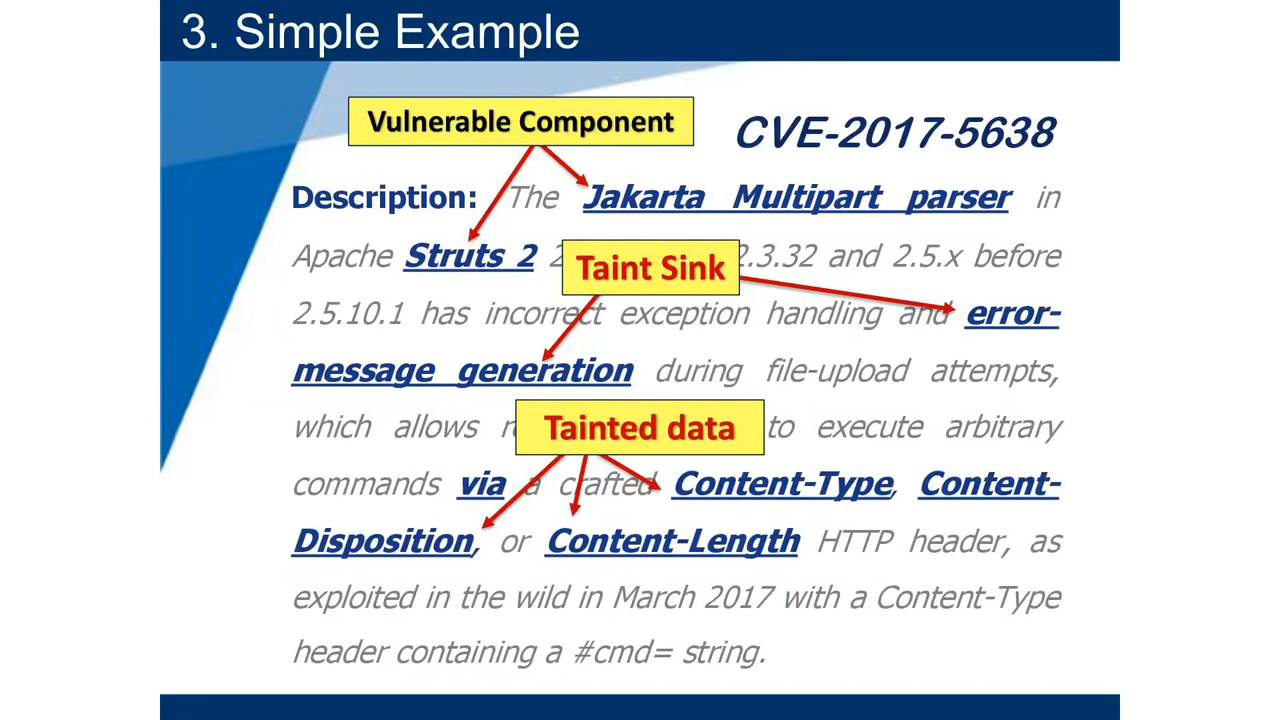 3. Simple Example
Vulnerable Component
CVE-2017-5638
Description: The Jakarta Multipart parser in
Apache Struts 2 2.3.32 and 2.5.x before
Taint Sink
2.5.10.1 has incorrect exception handling and error-
message generation during file-upload attempts,
which allows to execute arbitrary
Tainted data
commands via a crafted Content-Type, Content-
Disposition, or Content-Length HTTP header, as
exploited in the wild in March 2017 with a Content-Type
header containing a #cmd= string.